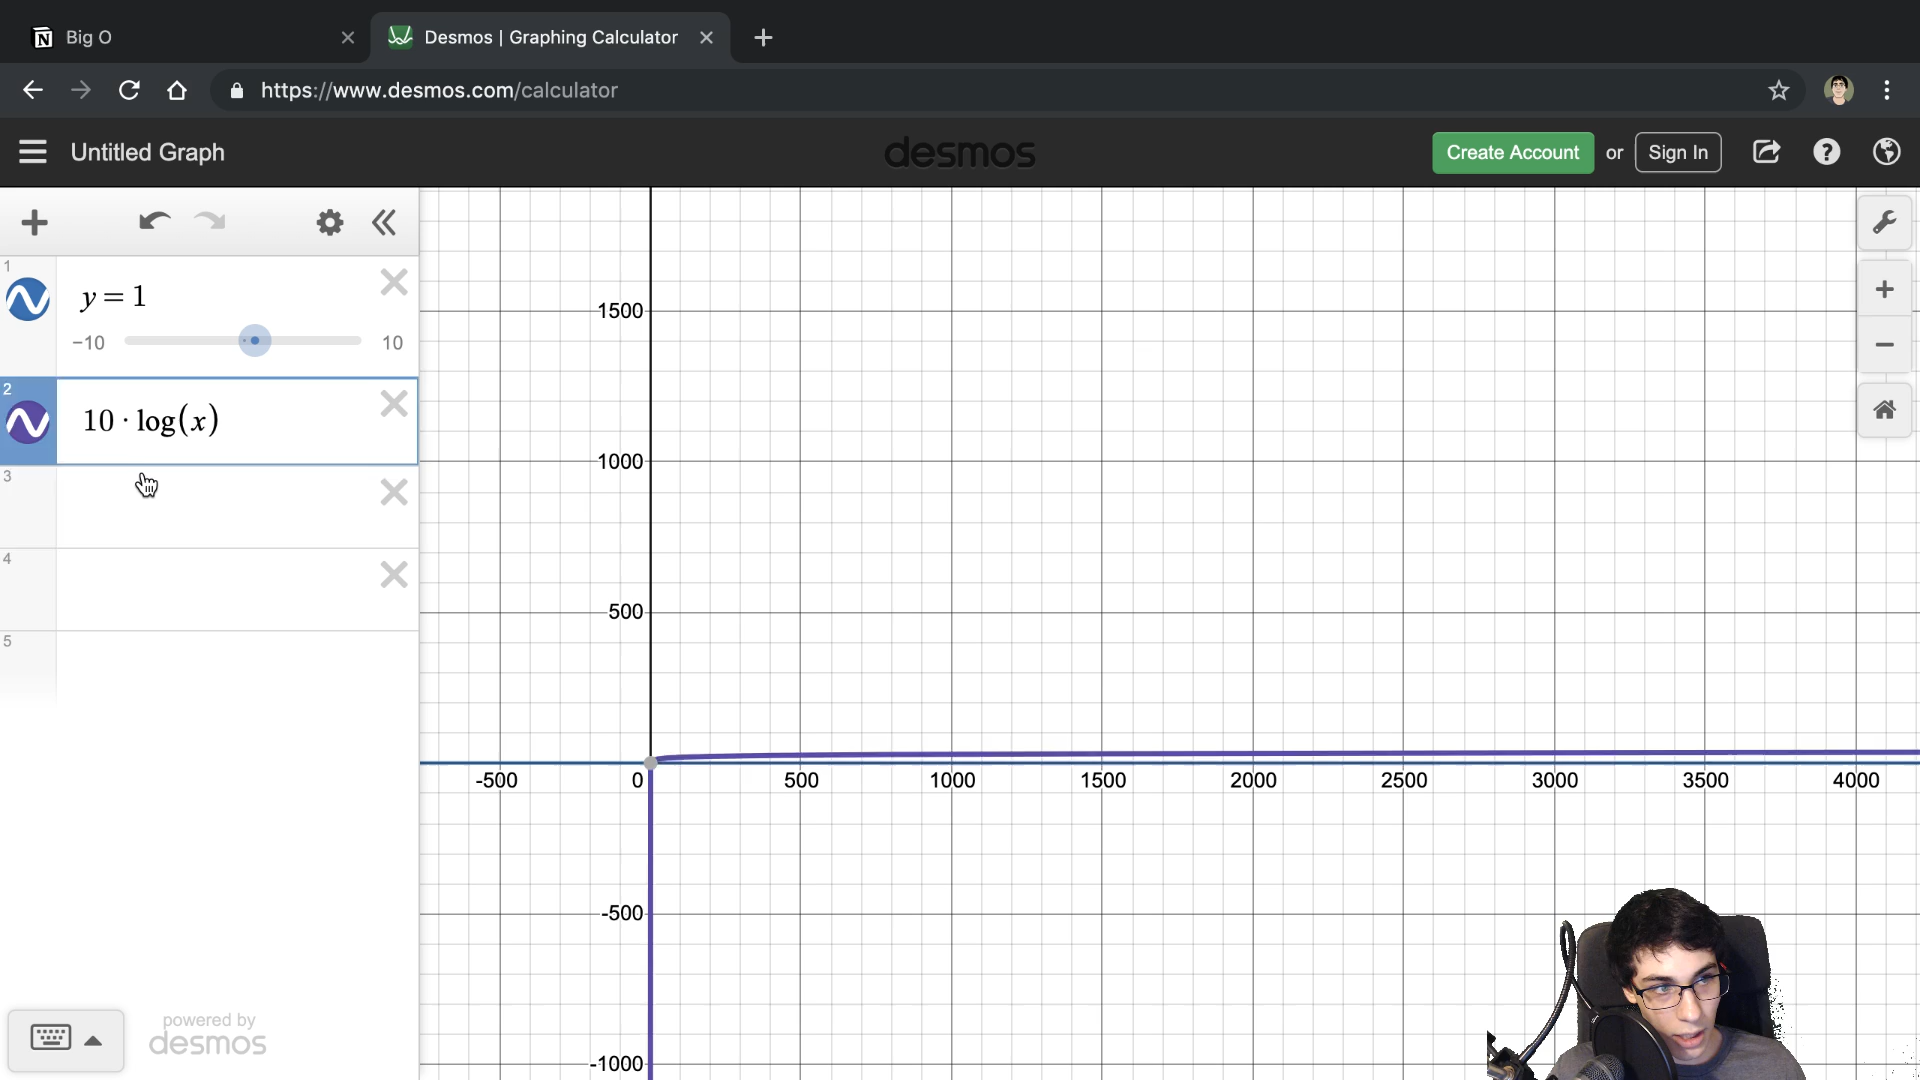 Big O
Desmos | Graphing Calculator
https://www.desmos.com/calculator
Untitled Graph
desmos
Create Account
or
Sign In
1
y = 1
-10
10
2
10 · log(x)
3
4
5
1500
1000
500
-500
0
500
1000
1500
2000
2500
3000
3500
4000
-500
-1000
powered by
desmos